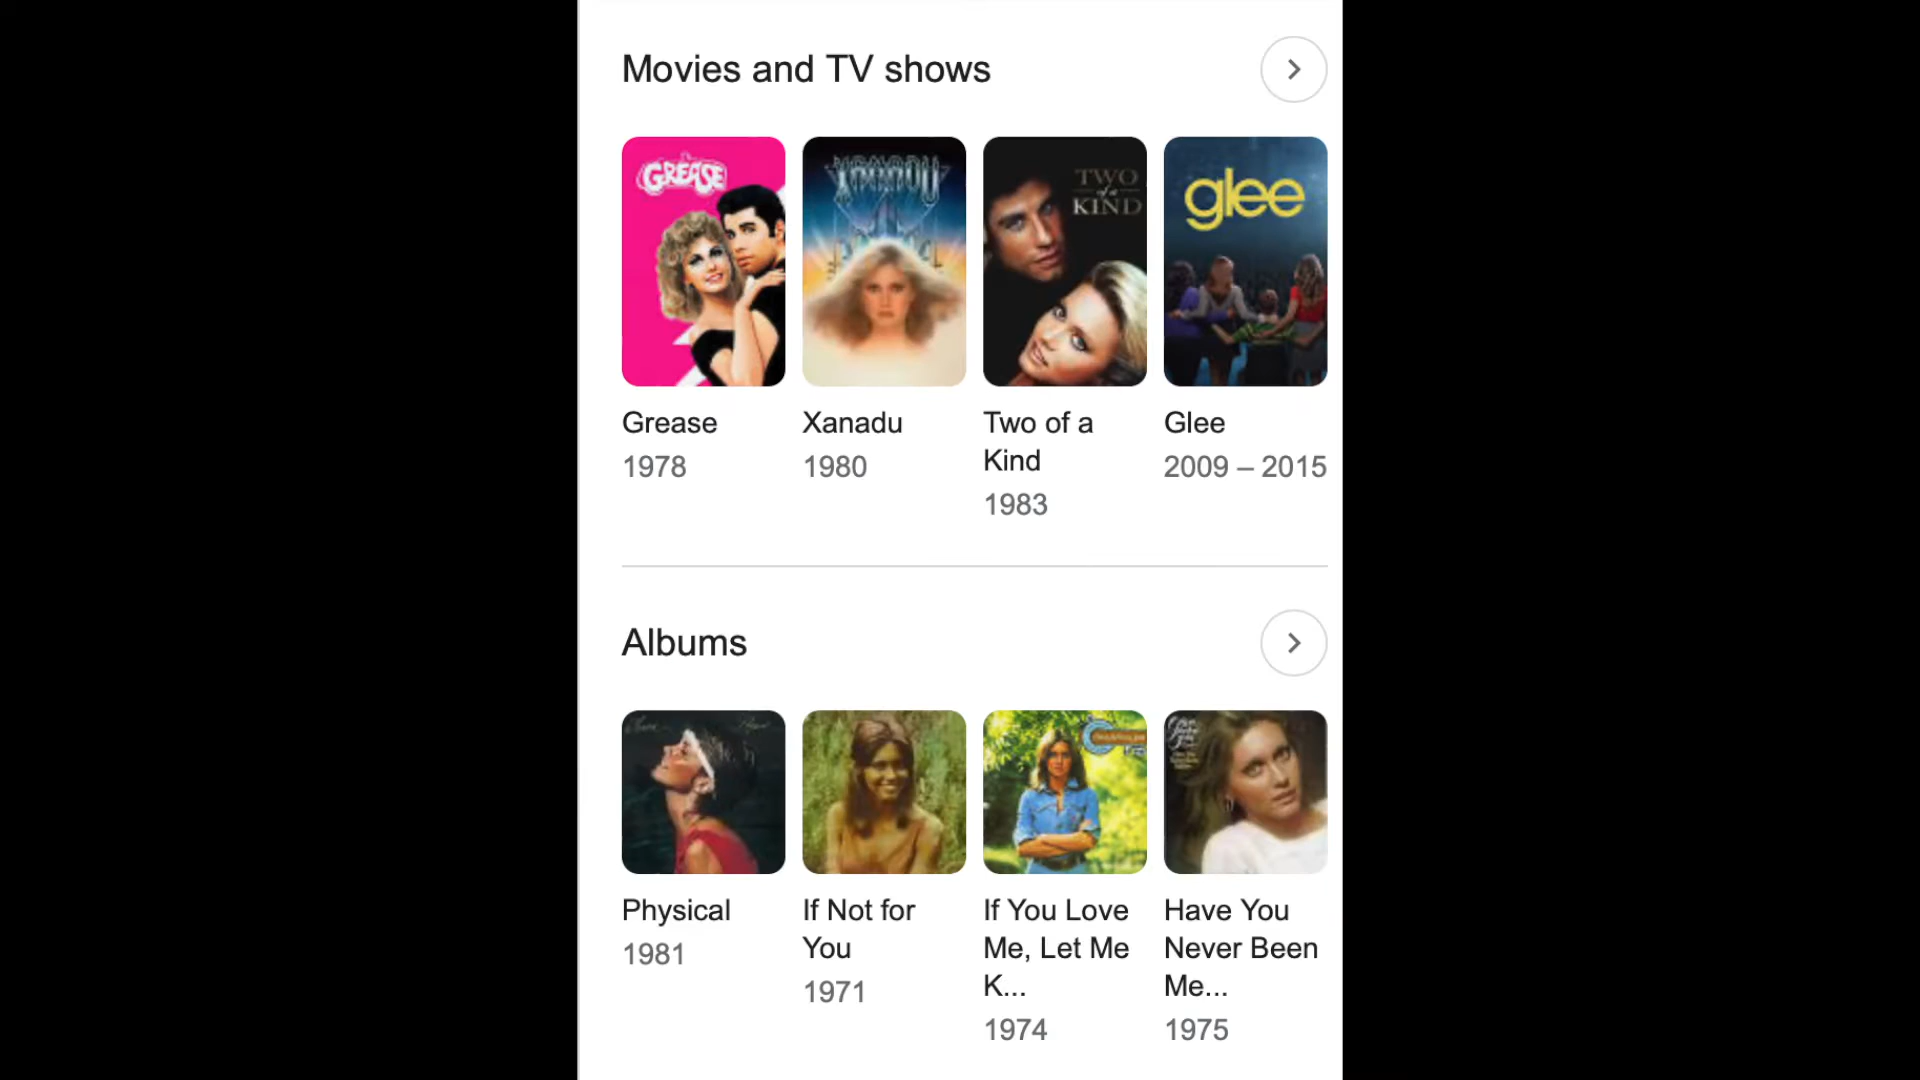 Movies and TV shows
GREASE
XANADU
TWO
of a
KIND
glee
Grease
1978
Xanadu
1980
Two of a
Kind
1983
Glee
2009 – 2015
Albums
Physical
1981
If Not for
You
1971
If You Love
Me, Let Me
K...
1974
Have You
Never Been
Me...
1975